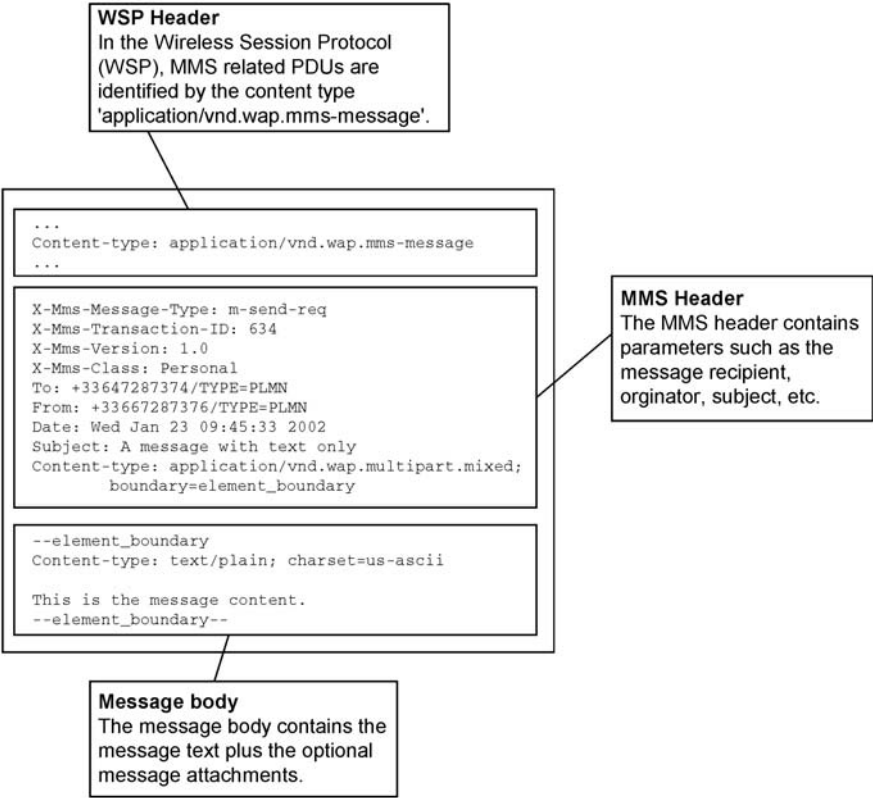 WSP Header
In the Wireless Session Protocol
(WSP), MMS related PDUs are
identified by the content type
'application/vnd.wap.mms-message'.
...
Content-type: application/vnd.wap.mms-message
...
X-Mms-Message-Type: m-send-req
X-Mms-Transaction-ID: 634
X-Mms-Version: 1.0
X-Mms-Class: Personal
To: +33647287374/TYPE=PLMN
From: +33667287376/TYPE=PLMN
Date: Wed Jan 23 09:45:33 2002
Subject: A message with text only
Content-type: application/vnd.wap.multipart.mixed;
boundary=element_boundary
MMS Header
The MMS header contains
parameters such as the
message recipient,
orginator, subject, etc.
--element_boundary
Content-type: text/plain; charset=us-ascii
This is the message content.
--element_boundary--
Message body
The message body contains the
message text plus the optional
message attachments.